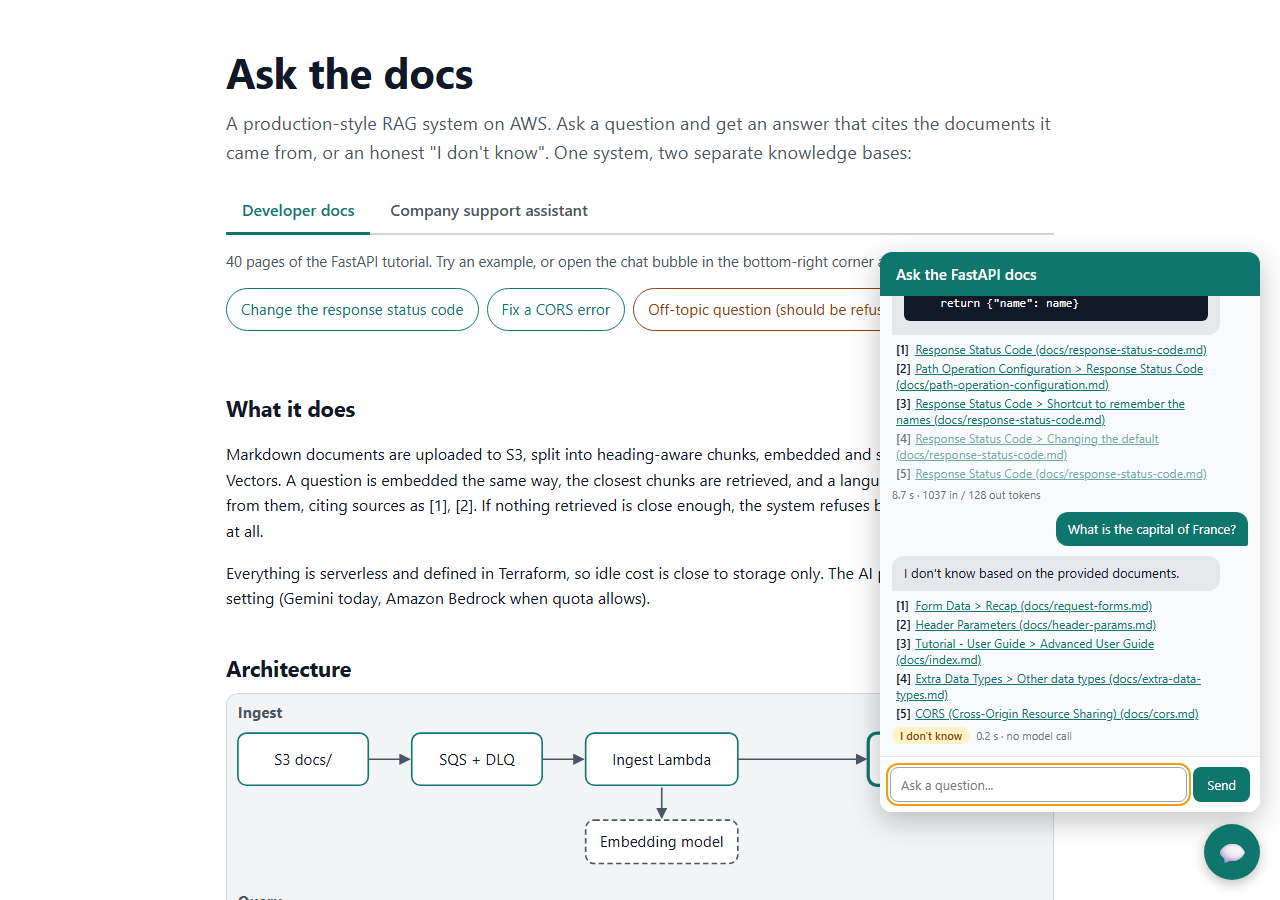 Ask the docs
A production-style RAG system on AWS. Ask a question and get an answer that cites the documents it
came from, or an honest "I don't know". One system, two separate knowledge bases:
Developer docs
Company support assistant
40 pages of the FastAPI tutorial. Try an example, or open the chat bubble in the bottom-right corner
Change the response status code
Fix a CORS error
Off-topic question (should be
What it does
Markdown documents are uploaded to S3, split into heading-aware chunks, embedded and
Vectors. A question is embedded the same way, the closest chunks are retrieved, and a
from them, citing sources as [1], [2]. If nothing retrieved is close enough, the system refuses
at all.
Everything is serverless and defined in Terraform, so idle cost is close to storage only. The AI
setting (Gemini today, Amazon Bedrock when quota allows).
Architecture
Ingest
S3 docs/
SQS + DLQ
Ingest Lambda
Embedding model
Ask the FastAPI docs
return {"name": name}
[1] Response Status Code (docs/response-status-code.md)
[2] Path Operation Configuration > Response Status Code
(docs/path-operation-configuration.md)
[3] Response Status Code > Shortcut to remember the
names (docs/response-status-code.md)
[4] Response Status Code > Changing the default
(docs/response-status-code.md)
[5] Response Status Code (docs/response-status-code.md)
8.7 s · 1037 in / 128 out tokens
What is the capital of France?
I don't know based on the provided documents.
[1] Form Data > Recap (docs/request-forms.md)
[2] Header Parameters (docs/header-params.md)
[3] Tutorial - User Guide > Advanced User Guide
(docs/index.md)
[4] Extra Data Types > Other data types (docs/extra-data-
types.md)
[5] CORS (Cross-Origin Resource Sharing) (docs/cors.md)
I don't know
0.2 s · no model call
Ask a question...
Send